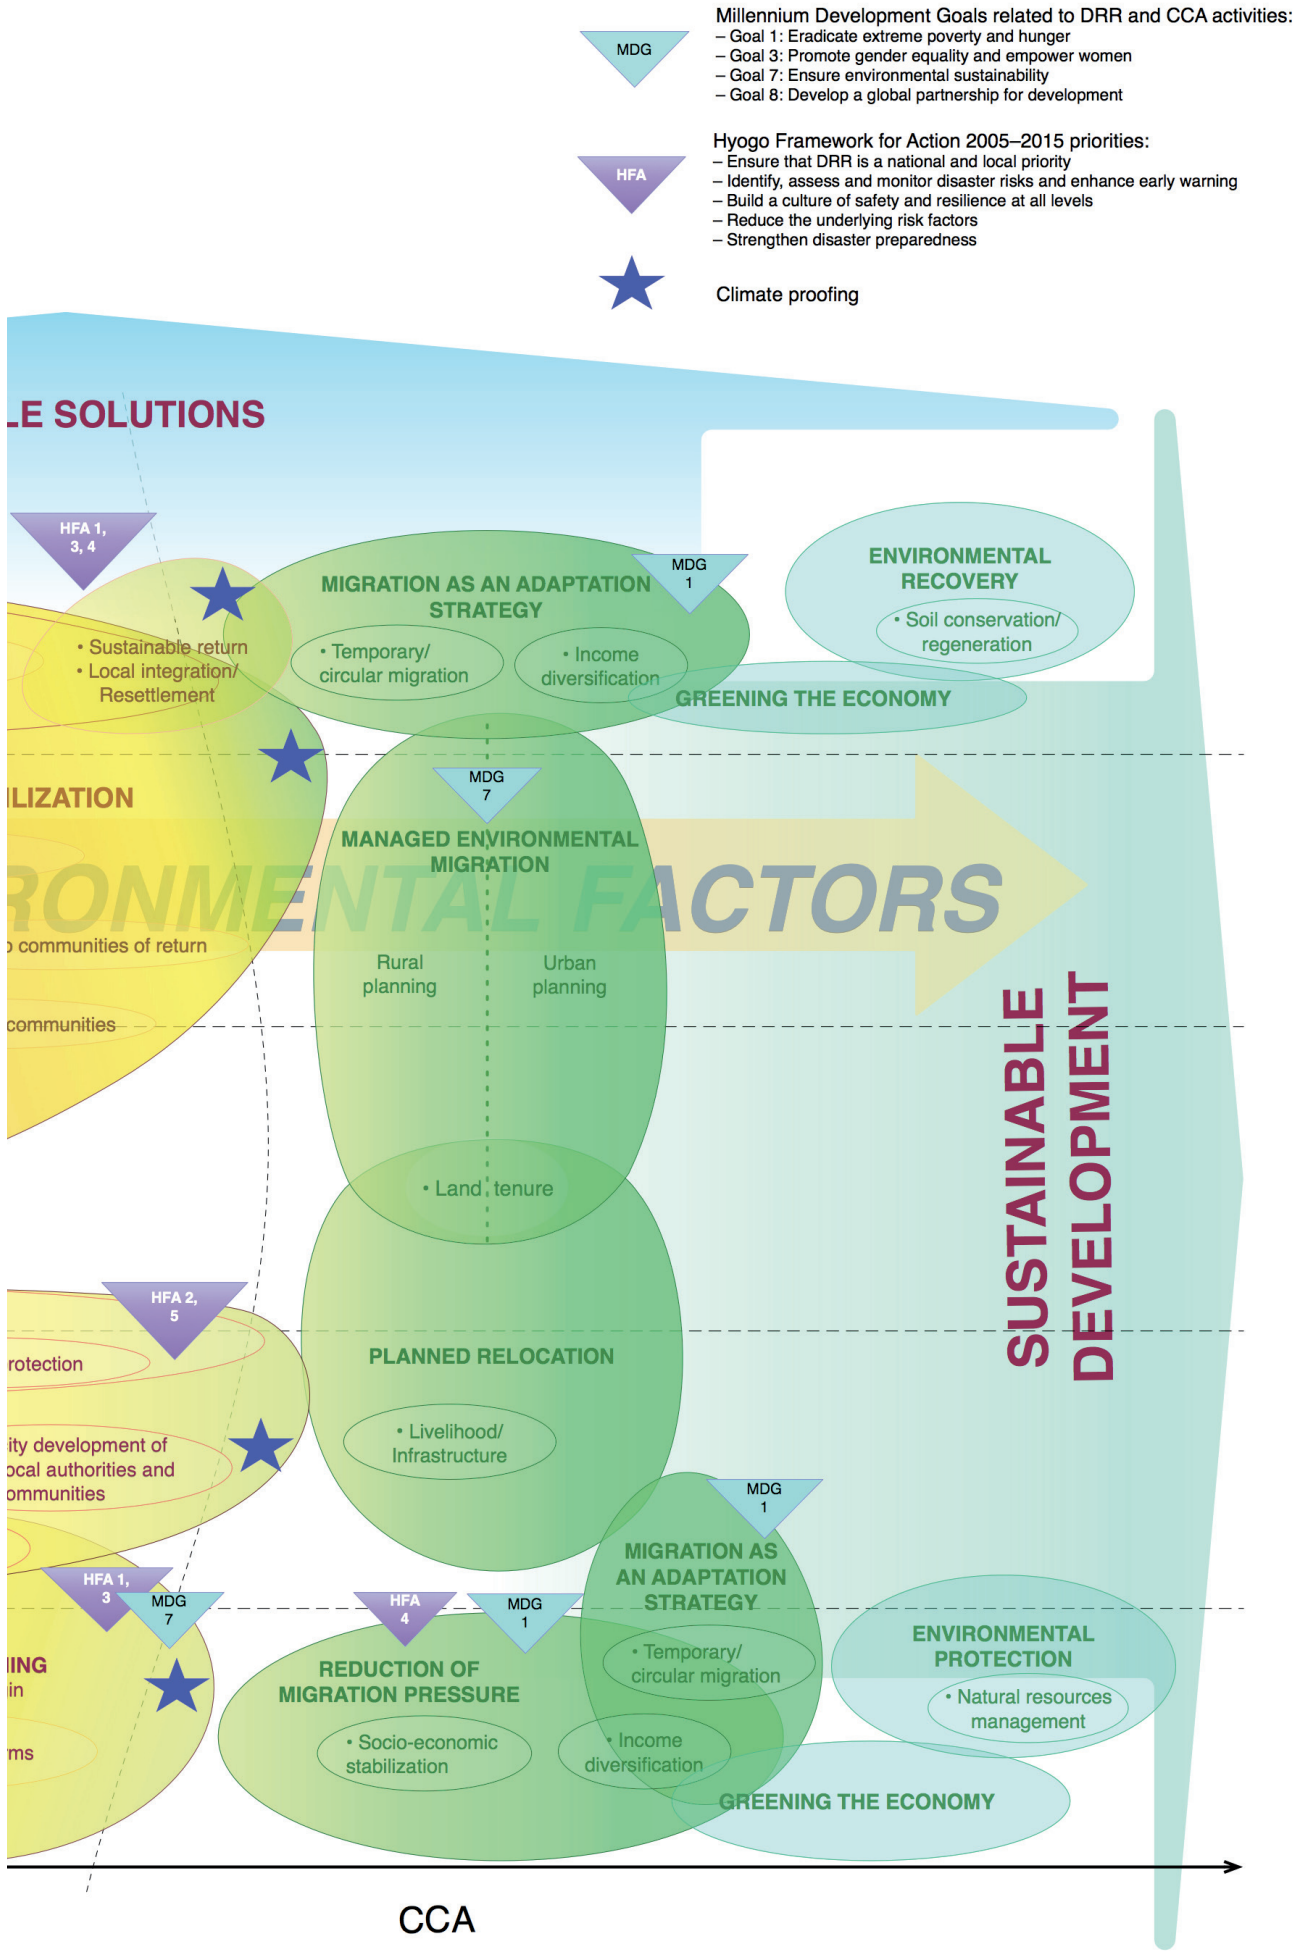 MDG
Millennium Development Goals related to DRR and CCA activities:
– Goal 1: Eradicate extreme poverty and hunger
– Goal 3: Promote gender equality and empower women
– Goal 7: Ensure environmental sustainability
– Goal 8: Develop a global partnership for development
HFA
Hyogo Framework for Action 2005–2015 priorities:
– Ensure that DRR is a national and local priority
– Identify, assess and monitor disaster risks and enhance early warning
– Build a culture of safety and resilience at all levels
– Reduce the underlying risk factors
– Strengthen disaster preparedness
Climate proofing
LE SOLUTIONS
HFA 1,
3, 4
• Sustainable return
• Local integration/
Resettlement
MIGRATION AS AN ADAPTATION
STRATEGY
MDG
1
• Temporary/
circular migration
• Income
diversification
ENVIRONMENTAL
RECOVERY
• Soil conservation/
regeneration
GREENING THE ECONOMY
ILIZATION
MDG
7
MANAGED ENVIRONMENTAL
MIGRATION
RONMENTAL FACTORS
o communities of return
Rural
planning
Urban
planning
communities
SUSTAINABLE
DEVELOPMENT
• Land tenure
HFA 2,
5
rotection
PLANNED RELOCATION
• Livelihood/
Infrastructure
city development of
ocal authorities and
ommunities
MDG
1
MIGRATION AS
AN ADAPTATION
STRATEGY
• Temporary/
circular migration
HFA 1,
3
MDG
7
HFA
4
MDG
1
REDUCTION OF
MIGRATION PRESSURE
• Socio-economic
stabilization
• Income
diversification
ENVIRONMENTAL
PROTECTION
• Natural resources
management
NING
in
rms
GREENING THE ECONOMY
CCA